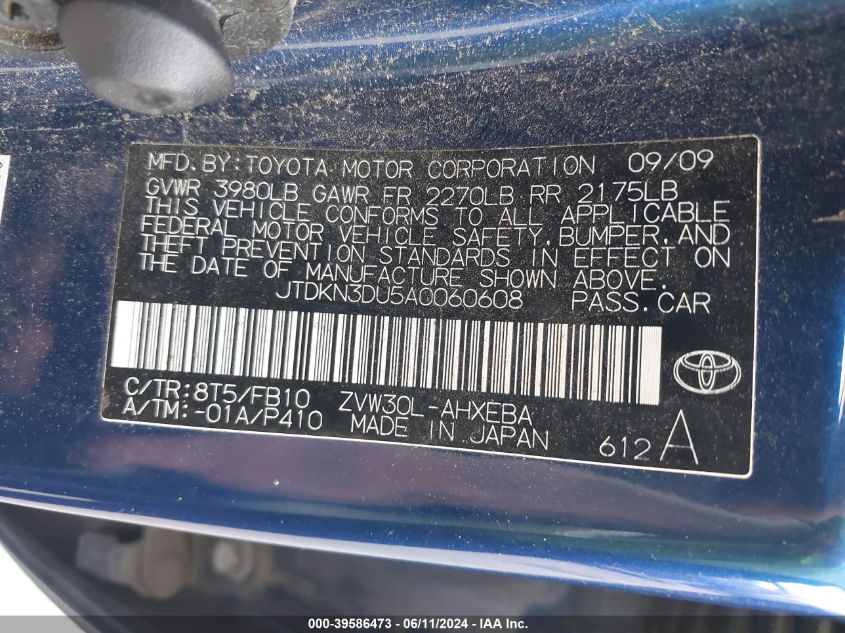 MFD. BY: TOYOTA MOTOR CORPORATION 09/09
GVWR 3980LB GAWR FR 2270LB RR 2175LB
THIS VEHICLE CONFORMS TO ALL APPLICABLE
FEDERAL MOTOR VEHICLE SAFETY, BUMPER, AND
THEFT PREVENTION STANDARDS IN EFFECT ON
THE DATE OF MANUFACTURE SHOWN ABOVE.
JTDKN3DU5A0060608 PASS. CAR
C/TR: 8T5/FB10 ZVW30L-AHXEBA
A/TM: -01A/P410 MADE IN JAPAN 612 A
000-39586473 - 06/11/2024 - IAA Inc.